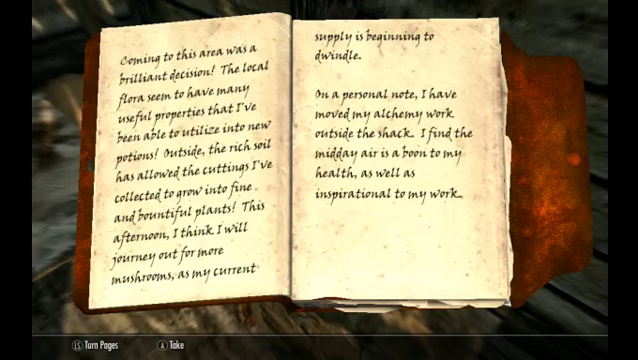 Coming to this area was a
brilliant decision! The local
flora seem to have many
useful properties that I've
been able to utilize into new
potions! Outside, the rich soil
has allowed the cuttings I've
collected to grow into fine
and bountiful plants! This
afternoon, I think I will
journey out for more
mushrooms, as my current
supply is beginning to
dwindle.
On a personal note, I have
moved my alchemy work
outside the shack. I find the
midday air is a boon to my
health, as well as
inspirational to my work.
LS Turn Pages
A Take